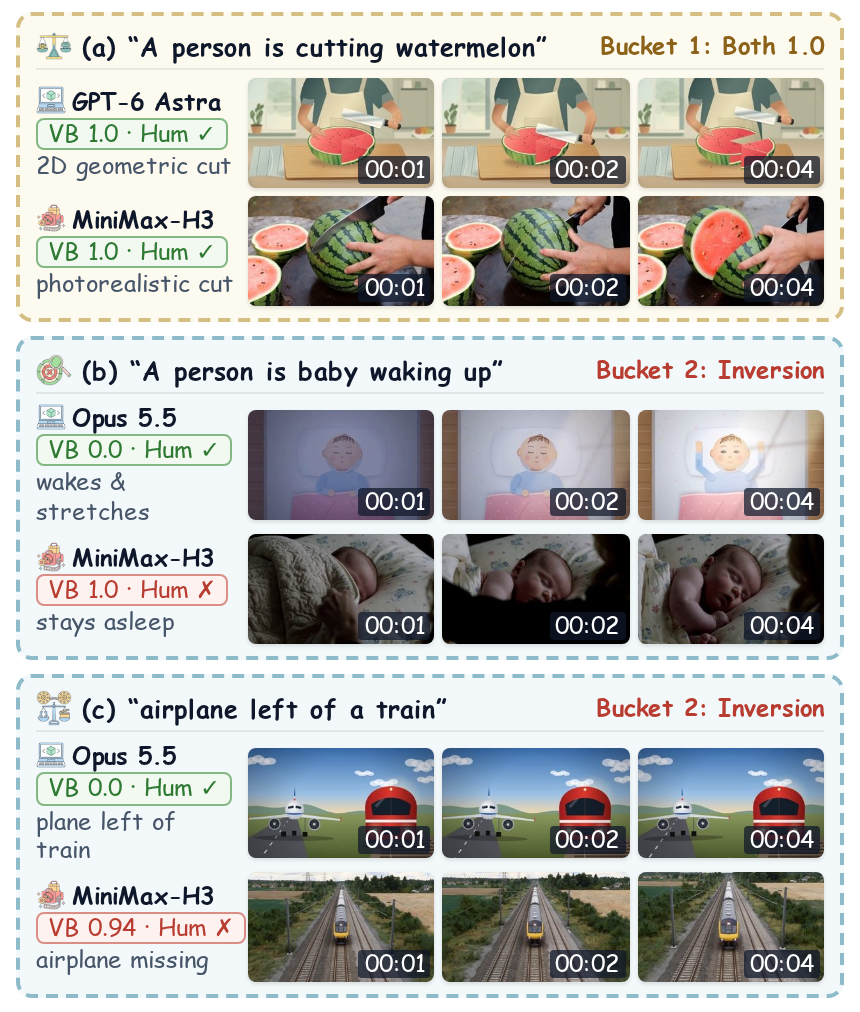 (a) “A person is cutting watermelon”
Bucket 1: Both 1.0
GPT-6 Astra
VB 1.0 · Hum ✓
2D geometric cut
00:01
00:02
00:04
MiniMax-H3
VB 1.0 · Hum ✓
photorealistic cut
00:01
00:02
00:04
(b) “A person is baby waking up”
Bucket 2: Inversion
Opus 5.5
VB 0.0 · Hum ✓
wakes &
stretches
00:01
00:02
00:04
MiniMax-H3
VB 1.0 · Hum ✗
stays asleep
00:01
00:02
00:04
(c) “airplane left of a train”
Bucket 2: Inversion
Opus 5.5
VB 0.0 · Hum ✓
plane left of
train
00:01
00:02
00:04
MiniMax-H3
VB 0.94 · Hum ✗
airplane missing
00:01
00:02
00:04